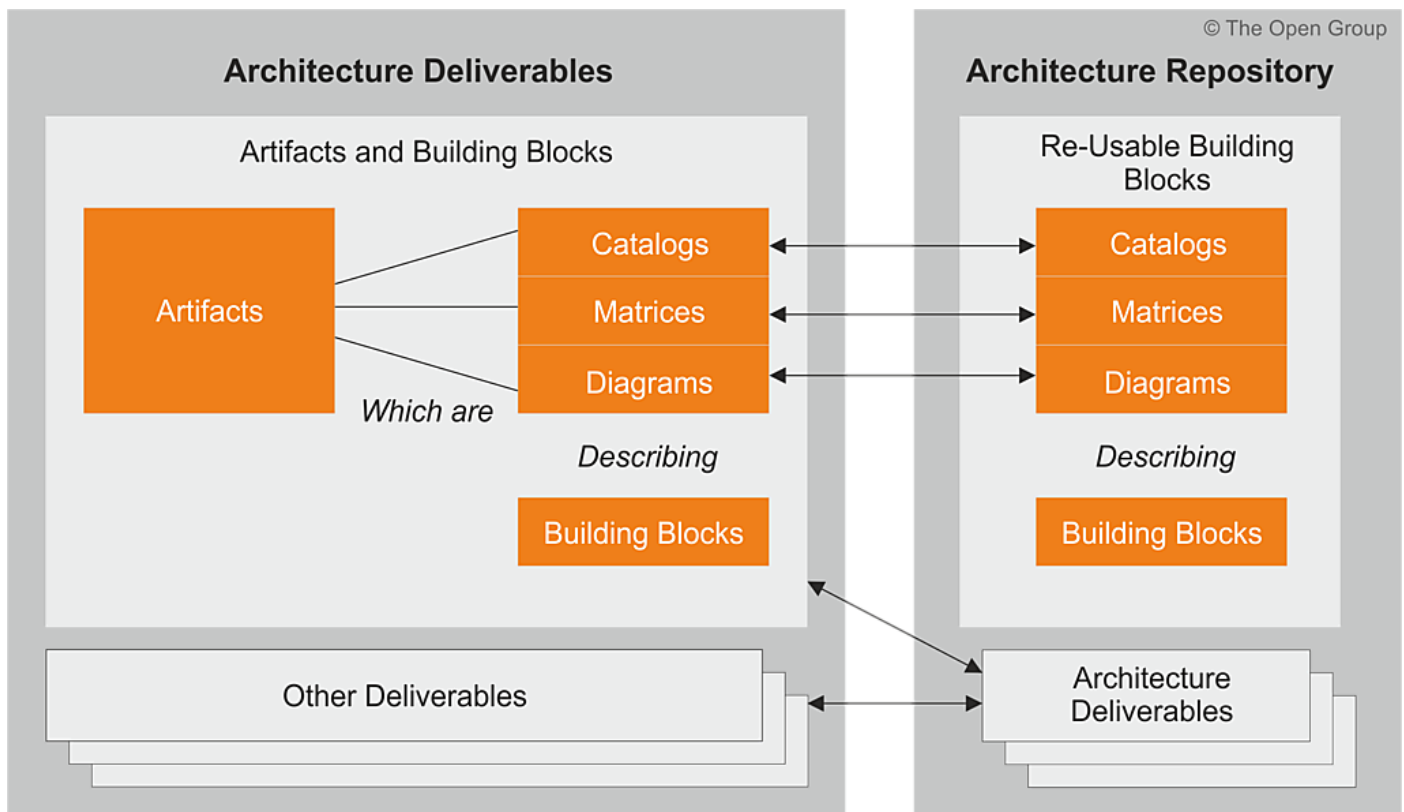 © The Open Group
Architecture Deliverables
Architecture Repository
Artifacts and Building Blocks
Re-Usable Building
Blocks
Artifacts
Catalogs
Matrices
Diagrams
Which are
Describing
Building Blocks
Catalogs
Matrices
Diagrams
Describing
Building Blocks
Other Deliverables
Architecture
Deliverables